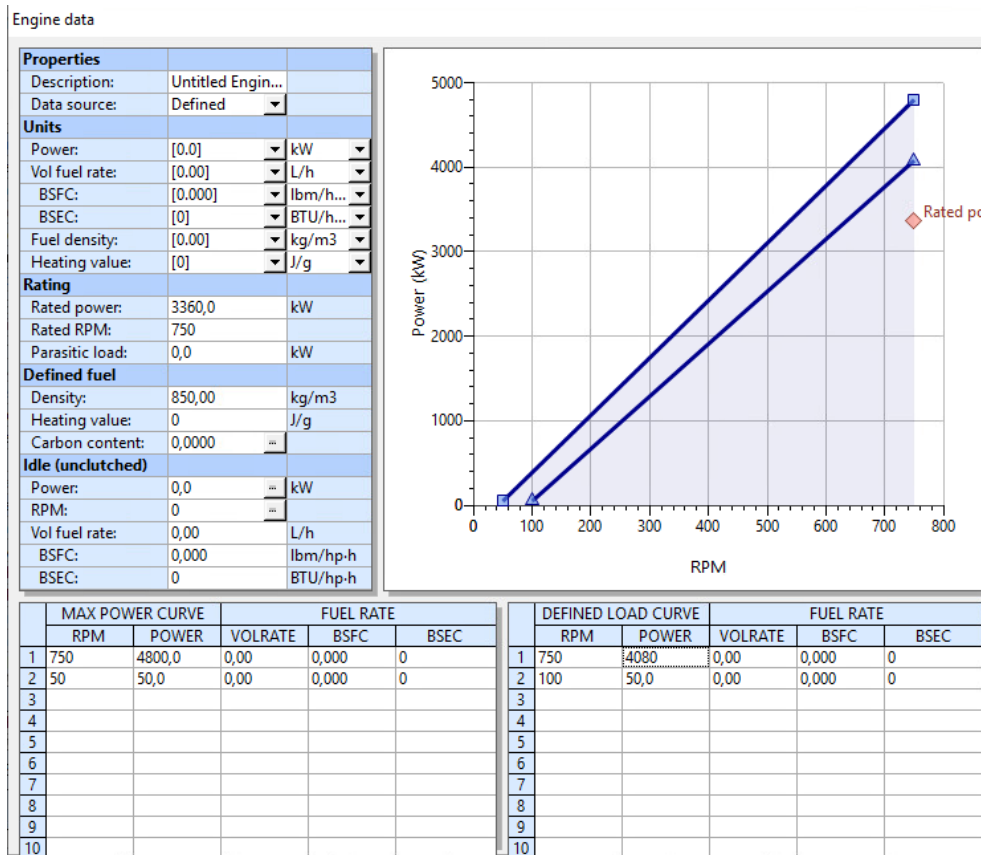 Engine data
Properties
Description: Untitled Engin...
Data source: Defined
Units
Power: [0.0] kW
Vol fuel rate: [0.00] L/h
BSFC: [0.000] lbm/h...
BSEC: [0] BTU/h...
Fuel density: [0.00] kg/m3
Heating value: [0] J/g
Rating
Rated power: 3360,0 kW
Rated RPM: 750
Parasitic load: 0,0 kW
Defined fuel
Density: 850,00 kg/m3
Heating value: 0 J/g
Carbon content: 0,0000 ...
Idle (unclutched)
Power: 0,0 ... kW
RPM: 0 ...
Vol fuel rate: 0,00 L/h
BSFC: 0,000 lbm/hp·h
BSEC: 0 BTU/hp·h
Power (kW)
5000
4000
3000
2000
1000
0
Rated po
0 100 200 300 400 500 600 700 800
RPM
MAX POWER CURVE FUEL RATE
RPM POWER VOLRATE BSFC BSEC
1 750 4800,0 0,00 0,000 0
2 50 50,0 0,00 0,000 0
3
4
5
6
7
8
9
10
DEFINED LOAD CURVE FUEL RATE
RPM POWER VOLRATE BSFC BSEC
1 750 4080 0,00 0,000 0
2 100 50,0 0,00 0,000 0
3
4
5
6
7
8
9
10